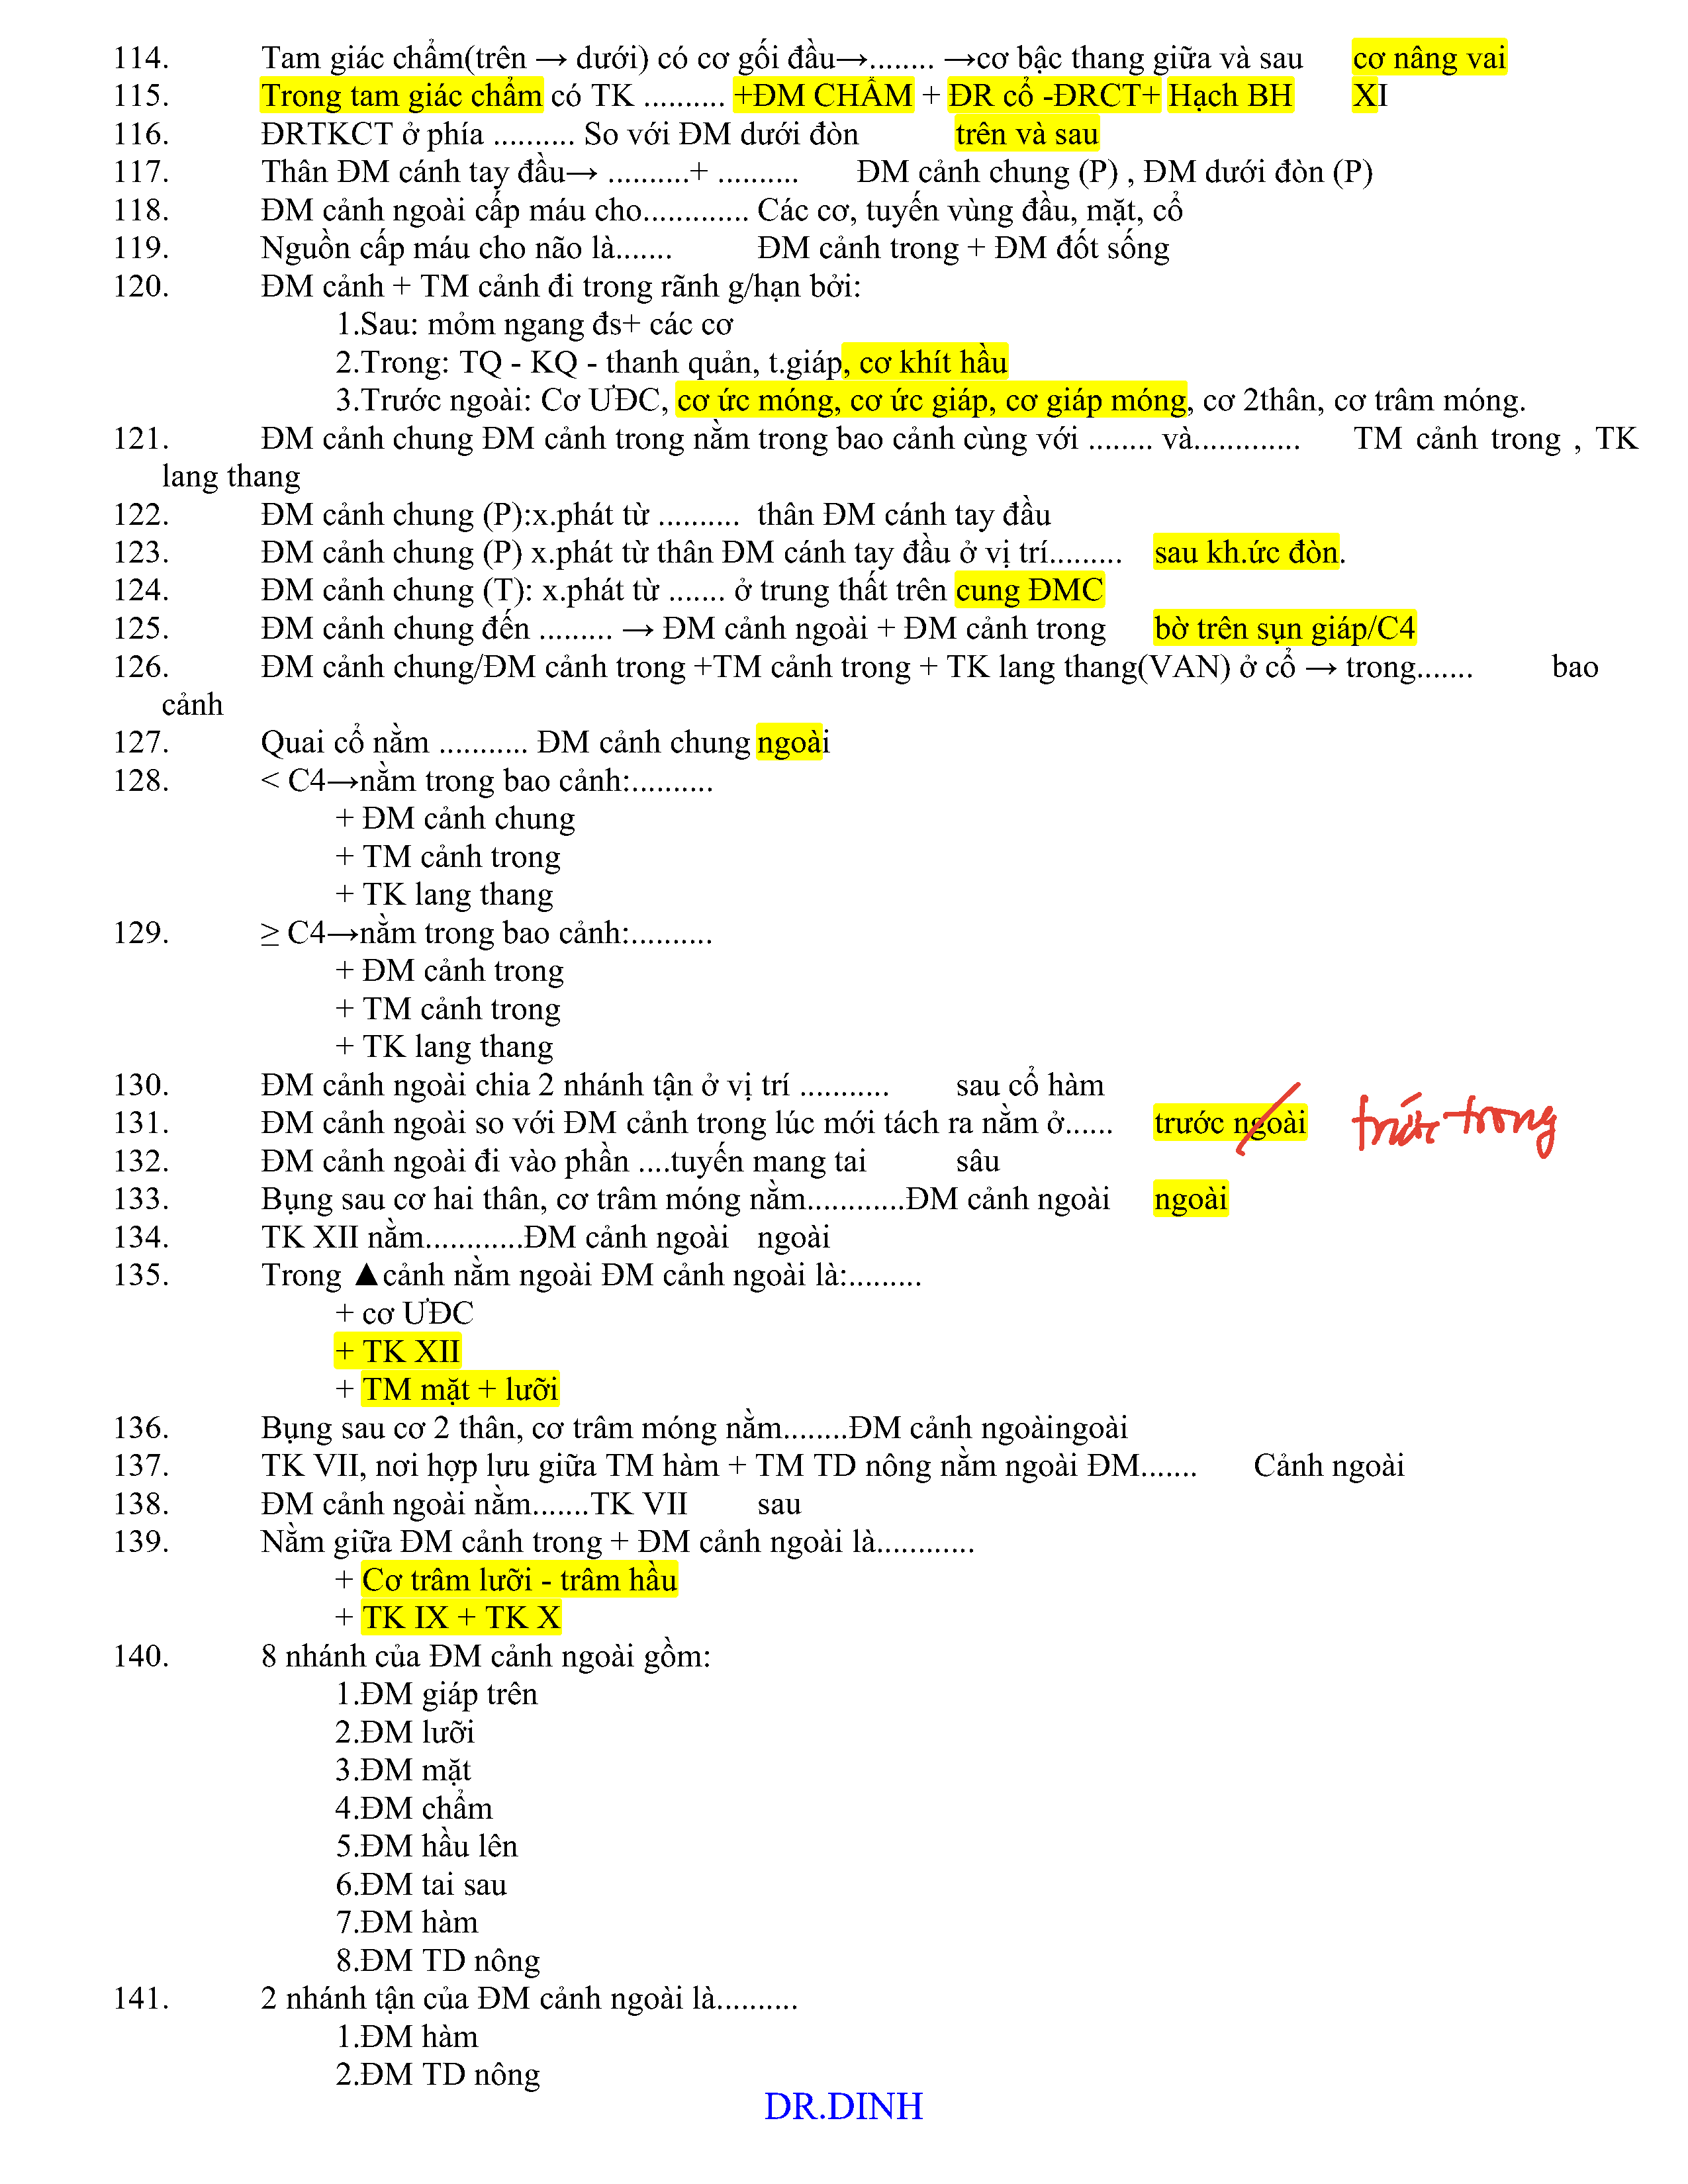 114. Tam giác chẩm(trên → dưới) có cơ gối đầu→........ →cơ bậc thang giữa và sau cơ nâng vai
115. Trong tam giác chẩm có TK .......... +ĐM CHẨM + ĐR cổ -ĐRCT+ Hạch BH XI
116. ĐRTKCT ở phía .......... So với ĐM dưới đòn trên và sau
117. Thân ĐM cánh tay đầu→ ..........+ .......... ĐM cảnh chung (P) , ĐM dưới đòn (P)
118. ĐM cảnh ngoài cấp máu cho............. Các cơ, tuyến vùng đầu, mặt, cổ
119. Nguồn cấp máu cho não là....... ĐM cảnh trong + ĐM đốt sống
120. ĐM cảnh + TM cảnh đi trong rãnh g/hạn bởi:
1.Sau: mỏm ngang đs+ các cơ
2.Trong: TQ - KQ - thanh quản, t.giáp, cơ khít hầu
3.Trước ngoài: Cơ ƯĐC, cơ ức móng, cơ ức giáp, cơ giáp móng, cơ 2thân, cơ trâm móng.
121. ĐM cảnh chung ĐM cảnh trong nằm trong bao cảnh cùng với ........ và............. TM cảnh trong , TK
lang thang
122. ĐM cảnh chung (P):x.phát từ .......... thân ĐM cánh tay đầu
123. ĐM cảnh chung (P) x.phát từ thân ĐM cánh tay đầu ở vị trí......... sau kh.ức đòn.
124. ĐM cảnh chung (T): x.phát từ ....... ở trung thất trên cung ĐMC
125. ĐM cảnh chung đến ......... → ĐM cảnh ngoài + ĐM cảnh trong bờ trên sụn giáp/C4
126. ĐM cảnh chung/ĐM cảnh trong +TM cảnh trong + TK lang thang(VAN) ở cổ → trong....... bao
cảnh
127. Quai cổ nằm ........... ĐM cảnh chung ngoài
128. < C4→nằm trong bao cảnh:..........
+ ĐM cảnh chung
+ TM cảnh trong
+ TK lang thang
129. ≥ C4→nằm trong bao cảnh:..........
+ ĐM cảnh trong
+ TM cảnh trong
+ TK lang thang
130. ĐM cảnh ngoài chia 2 nhánh tận ở vị trí ........... sau cổ hàm
131. ĐM cảnh ngoài so với ĐM cảnh trong lúc mới tách ra nằm ở...... trước ngoài trước trong
132. ĐM cảnh ngoài đi vào phần ....tuyến mang tai sâu
133. Bụng sau cơ hai thân, cơ trâm móng nằm............ĐM cảnh ngoài ngoài
134. TK XII nằm............ĐM cảnh ngoài ngoài
135. Trong ▲cảnh nằm ngoài ĐM cảnh ngoài là:.........
+ cơ ƯĐC
+ TK XII
+ TM mặt + lưỡi
136. Bụng sau cơ 2 thân, cơ trâm móng nằm........ĐM cảnh ngoàingoài
137. TK VII, nơi hợp lưu giữa TM hàm + TM TD nông nằm ngoài ĐM....... Cảnh ngoài
138. ĐM cảnh ngoài nằm.......TK VII sau
139. Nằm giữa ĐM cảnh trong + ĐM cảnh ngoài là............
+ Cơ trâm lưỡi - trâm hầu
+ TK IX + TK X
140. 8 nhánh của ĐM cảnh ngoài gồm:
1.ĐM giáp trên
2.ĐM lưỡi
3.ĐM mặt
4.ĐM chẩm
5.ĐM hầu lên
6.ĐM tai sau
7.ĐM hàm
8.ĐM TD nông
141. 2 nhánh tận của ĐM cảnh ngoài là..........
1.ĐM hàm
2.ĐM TD nông
DR.DINH